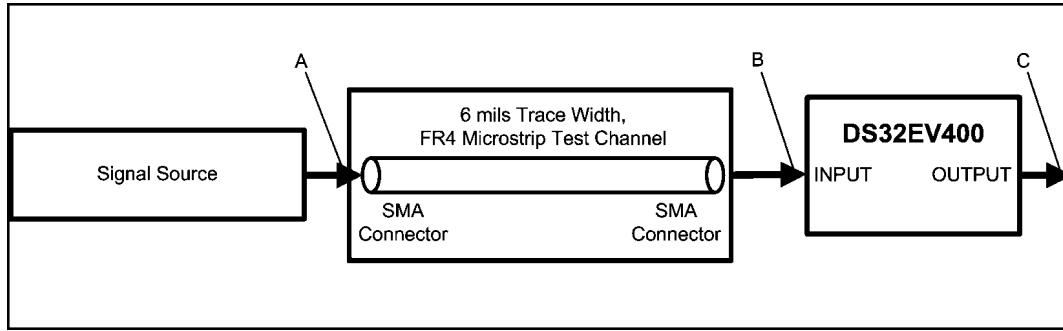 A
B
C
6 mils Trace Width,
FR4 Microstrip Test Channel
Signal Source
SMA
Connector
SMA
Connector
DS32EV400
INPUT
OUTPUT